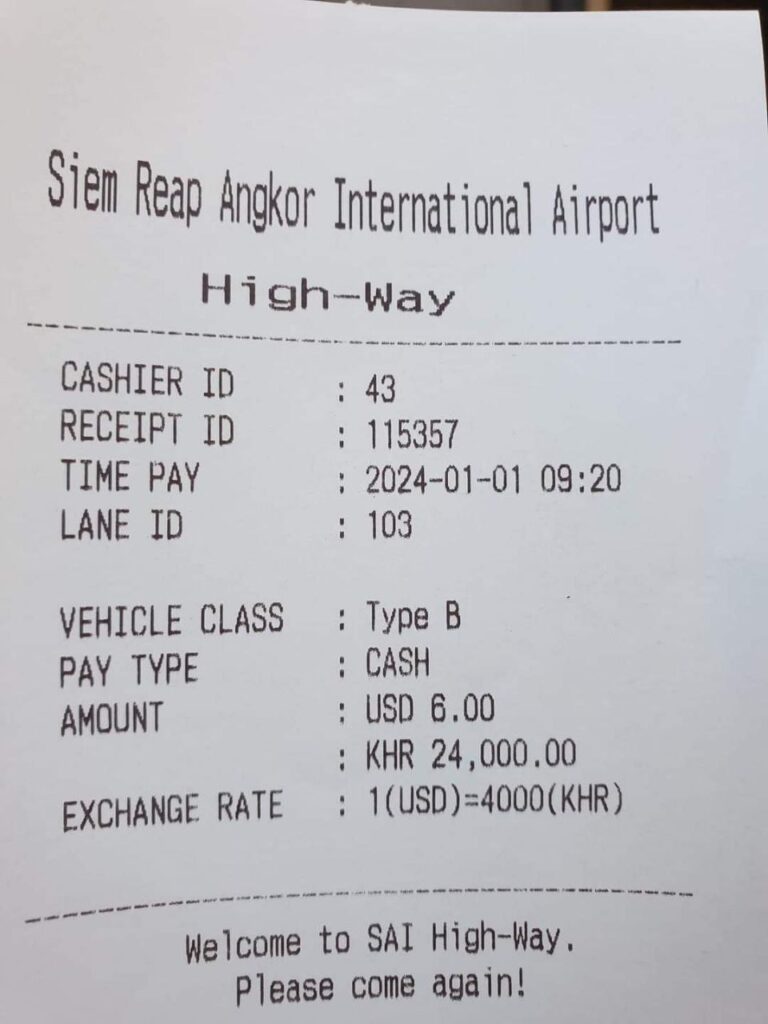 Siem Reap Angkor International Airport
High-Way
CASHIER ID : 43
RECEIPT ID : 115357
TIME PAY : 2024-01-01 09:20
LANE ID : 103
VEHICLE CLASS : Type B
PAY TYPE : CASH
AMOUNT : USD 6.00
: KHR 24,000.00
EXCHANGE RATE : 1(USD)=4000(KHR)
Welcome to SAI High-Way.
Please come again!